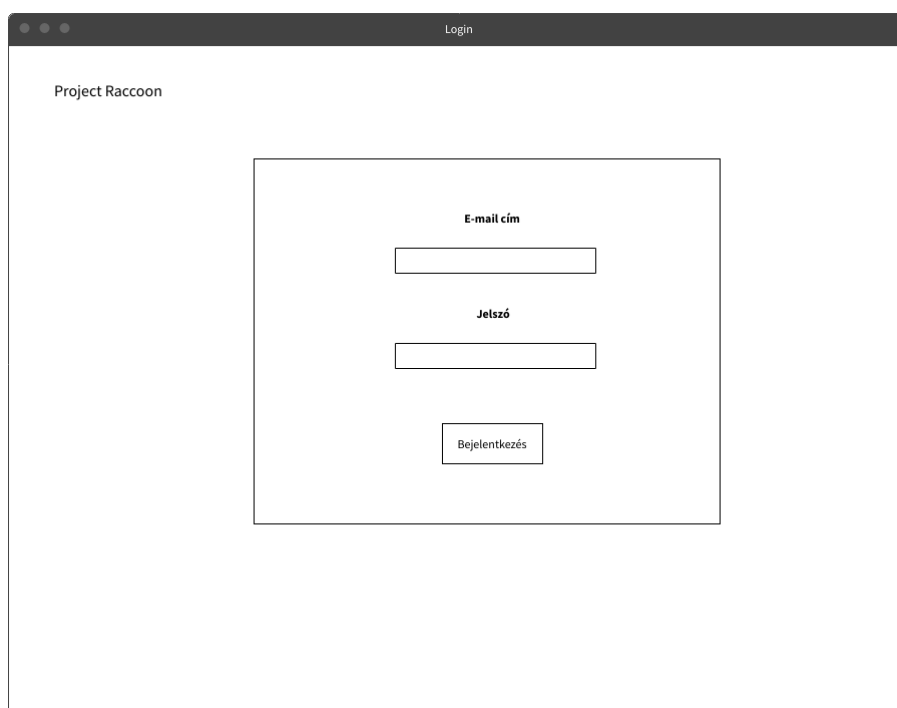 Login
Project Raccoon
E-mail cím
Jelszó
Bejelentkezés